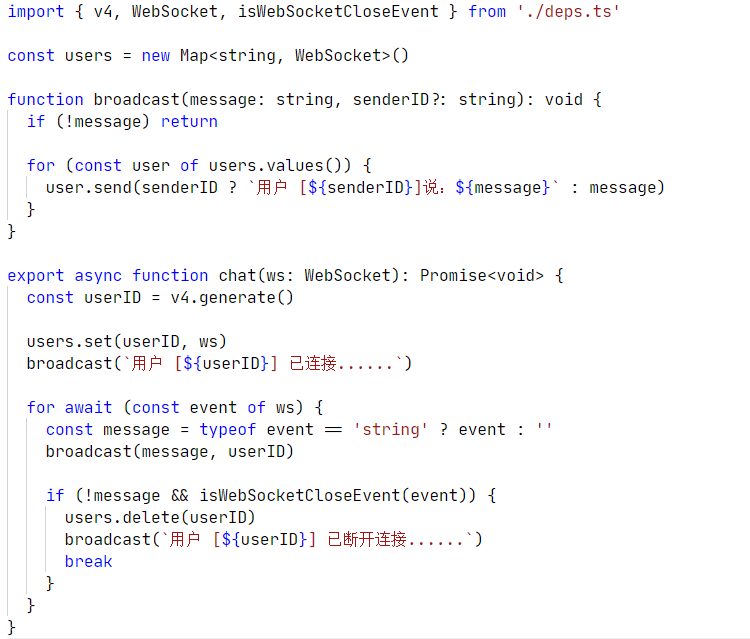 import { v4, WebSocket, isWebSocketCloseEvent } from './deps.ts'

const users = new Map<string, WebSocket>()

function broadcast(message: string, senderID?: string): void {
  if (!message) return

  for (const user of users.values()) {
    user.send(senderID ? `用户 [${senderID}]说：${message}` : message)
  }
}

export async function chat(ws: WebSocket): Promise<void> {
  const userID = v4.generate()

  users.set(userID, ws)
  broadcast(`用户 [${userID}] 已连接......`)

  for await (const event of ws) {
    const message = typeof event == 'string' ? event : ''
    broadcast(message, userID)

    if (!message && isWebSocketCloseEvent(event)) {
      users.delete(userID)
      broadcast(`用户 [${userID}] 已断开连接......`)
      break
    }
  }
}